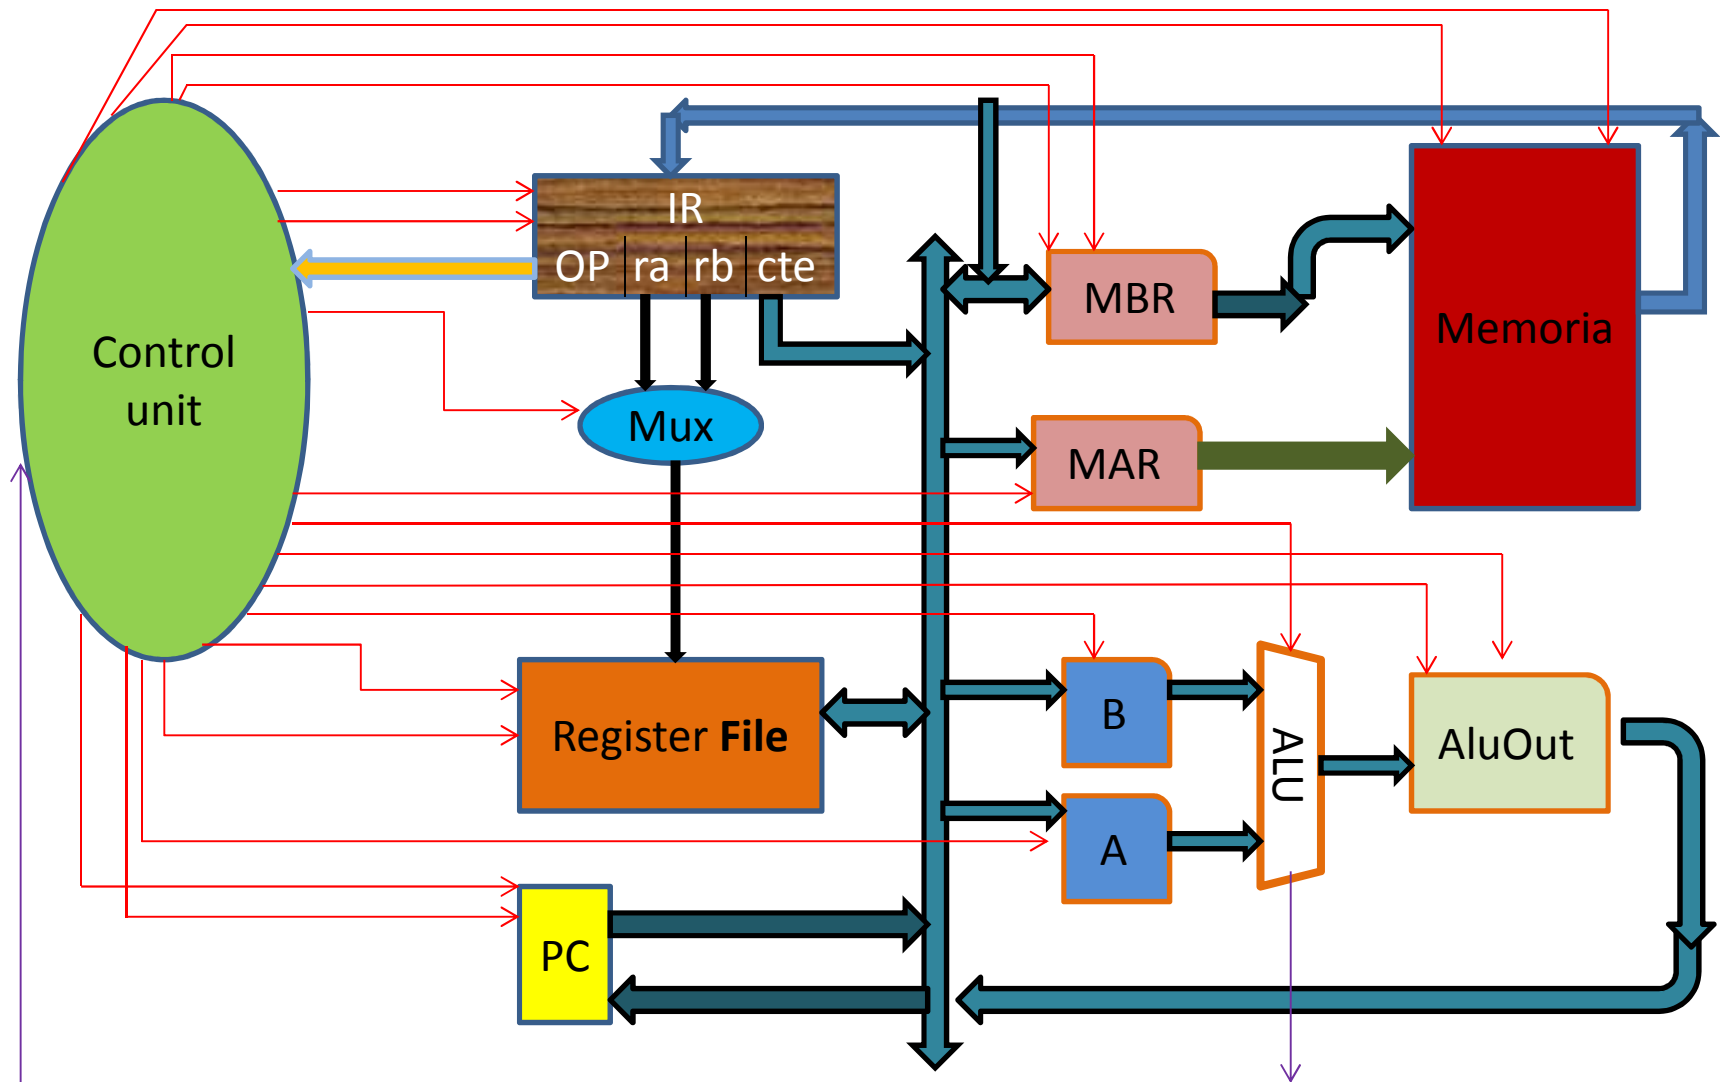 Control
unit
IR
OP ra rb cte
Mux
MBR
MAR
Memoria
Register File
B
A
ALU
AluOut
PC